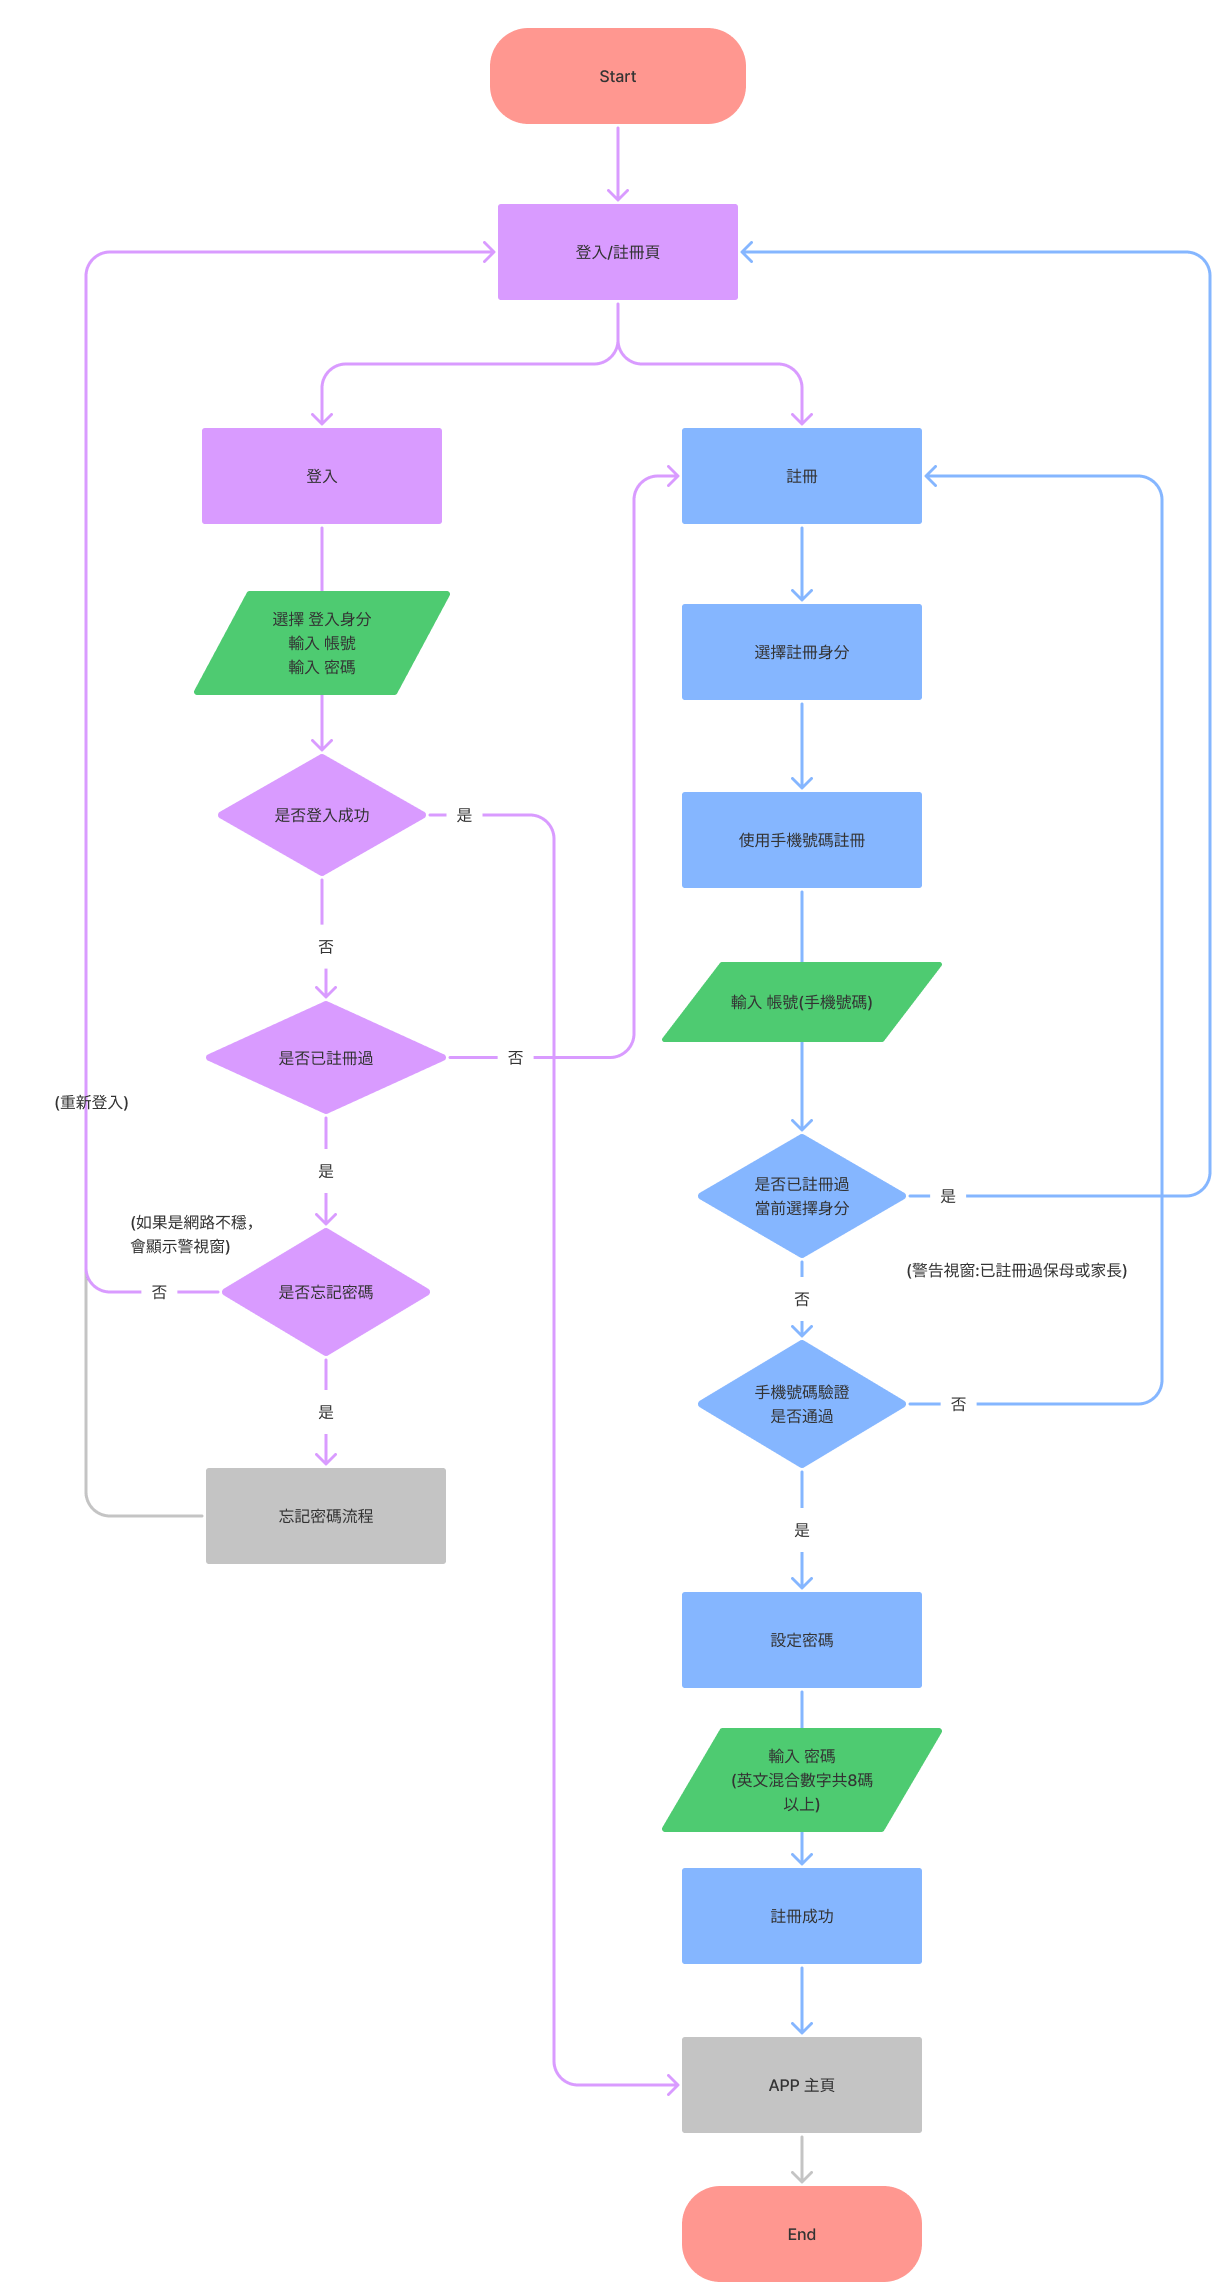 Start
登入/註冊頁
登入
註冊
選擇 登入身分
輸入 帳號
輸入 密碼
選擇註冊身分
是否登入成功
是
使用手機號碼註冊
否
輸入 帳號(手機號碼)
是否已註冊過
否
(重新登入)
是
是否已註冊過
當前選擇身分
是
(如果是網路不穩，
會顯示警視窗)
否
是否忘記密碼
(警告視窗:已註冊過保母或家長)
否
手機號碼驗證
是否通過
否
是
忘記密碼流程
是
設定密碼
輸入 密碼
(英文混合數字共8碼
以上)
註冊成功
APP 主頁
End